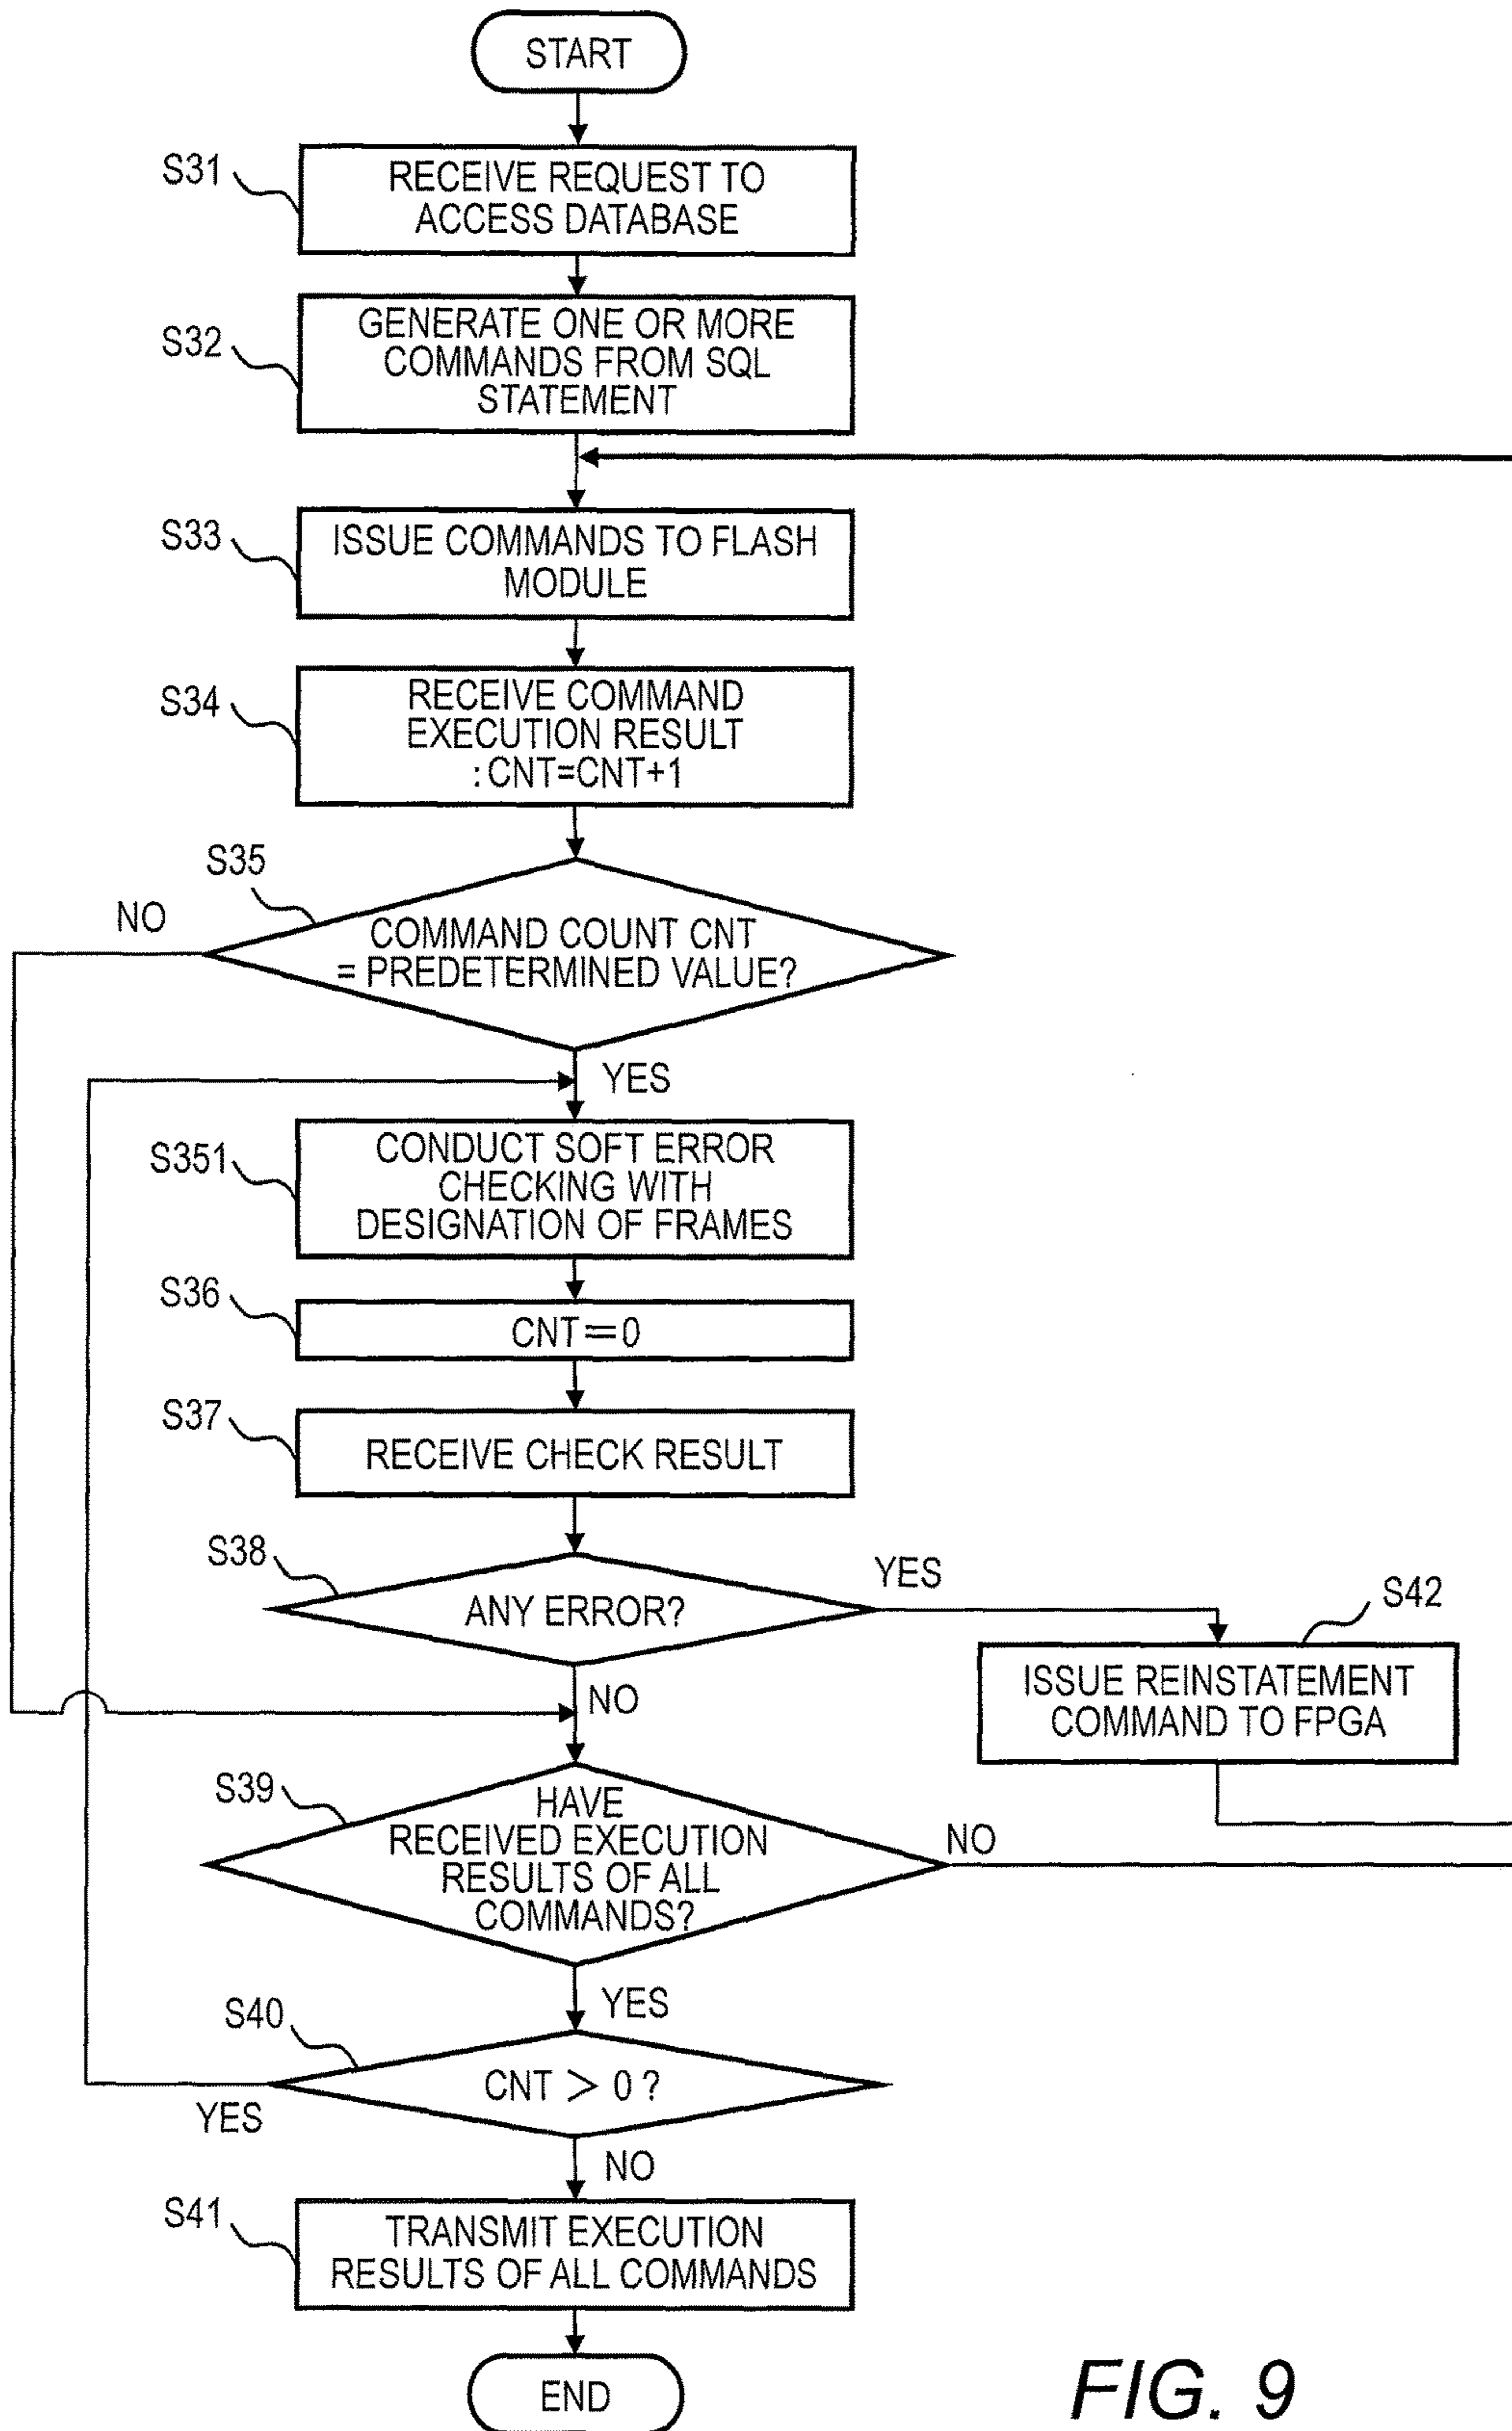 START
S31
RECEIVE REQUEST TO
ACCESS DATABASE
S32
GENERATE ONE OR MORE
COMMANDS FROM SQL
STATEMENT
S33
ISSUE COMMANDS TO FLASH
MODULE
S34
RECEIVE COMMAND
EXECUTION RESULT
:CNT=CNT+1
S35
NO
COMMAND COUNT CNT
= PREDETERMINED VALUE?
YES
S351
CONDUCT SOFT ERROR
CHECKING WITH
DESIGNATION OF FRAMES
S36
CNT=0
S37
RECEIVE CHECK RESULT
S38
ANY ERROR?
YES
S42
ISSUE REINSTATEMENT
COMMAND TO FPGA
NO
S39
HAVE
RECEIVED EXECUTION
RESULTS OF ALL
COMMANDS?
NO
YES
S40
CNT > 0 ?
YES
NO
S41
TRANSMIT EXECUTION
RESULTS OF ALL COMMANDS
END
FIG. 9